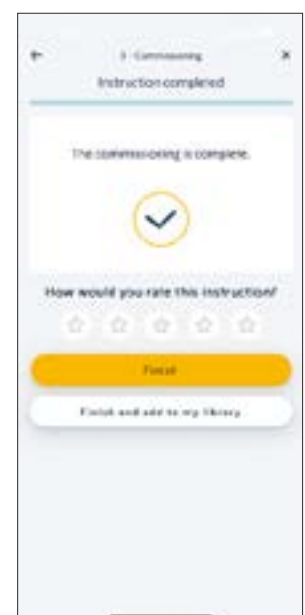 3 - Commissioning
Instruction completed
The commissioning is complete.
How would you rate this instruction?
Finish
Finish and add to my library